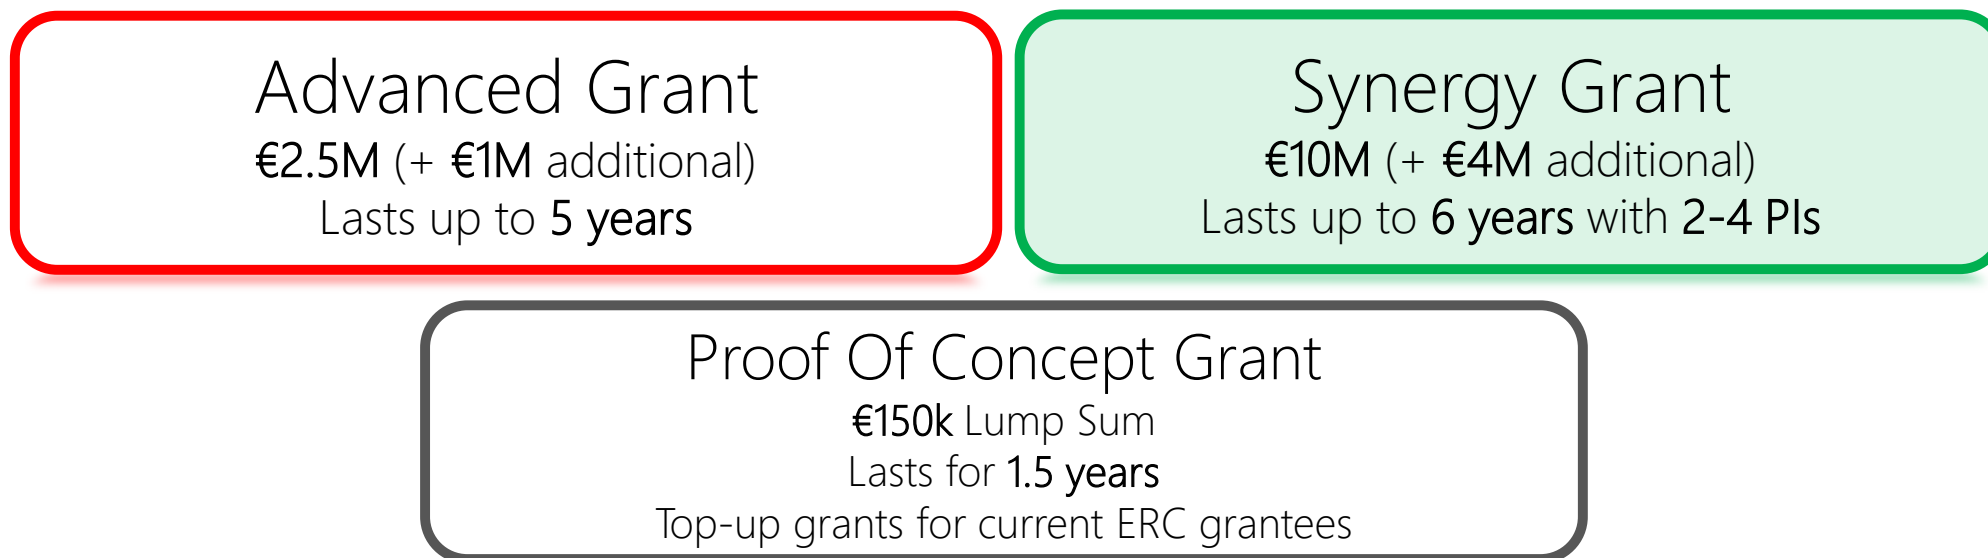 Advanced Grant
€2.5M (+ €1M additional)
Lasts up to 5 years
Synergy Grant
€10M (+ €4M additional)
Lasts up to 6 years with 2-4 PIs
Proof Of Concept Grant
€150k Lump Sum
Lasts for 1.5 years
Top-up grants for current ERC grantees